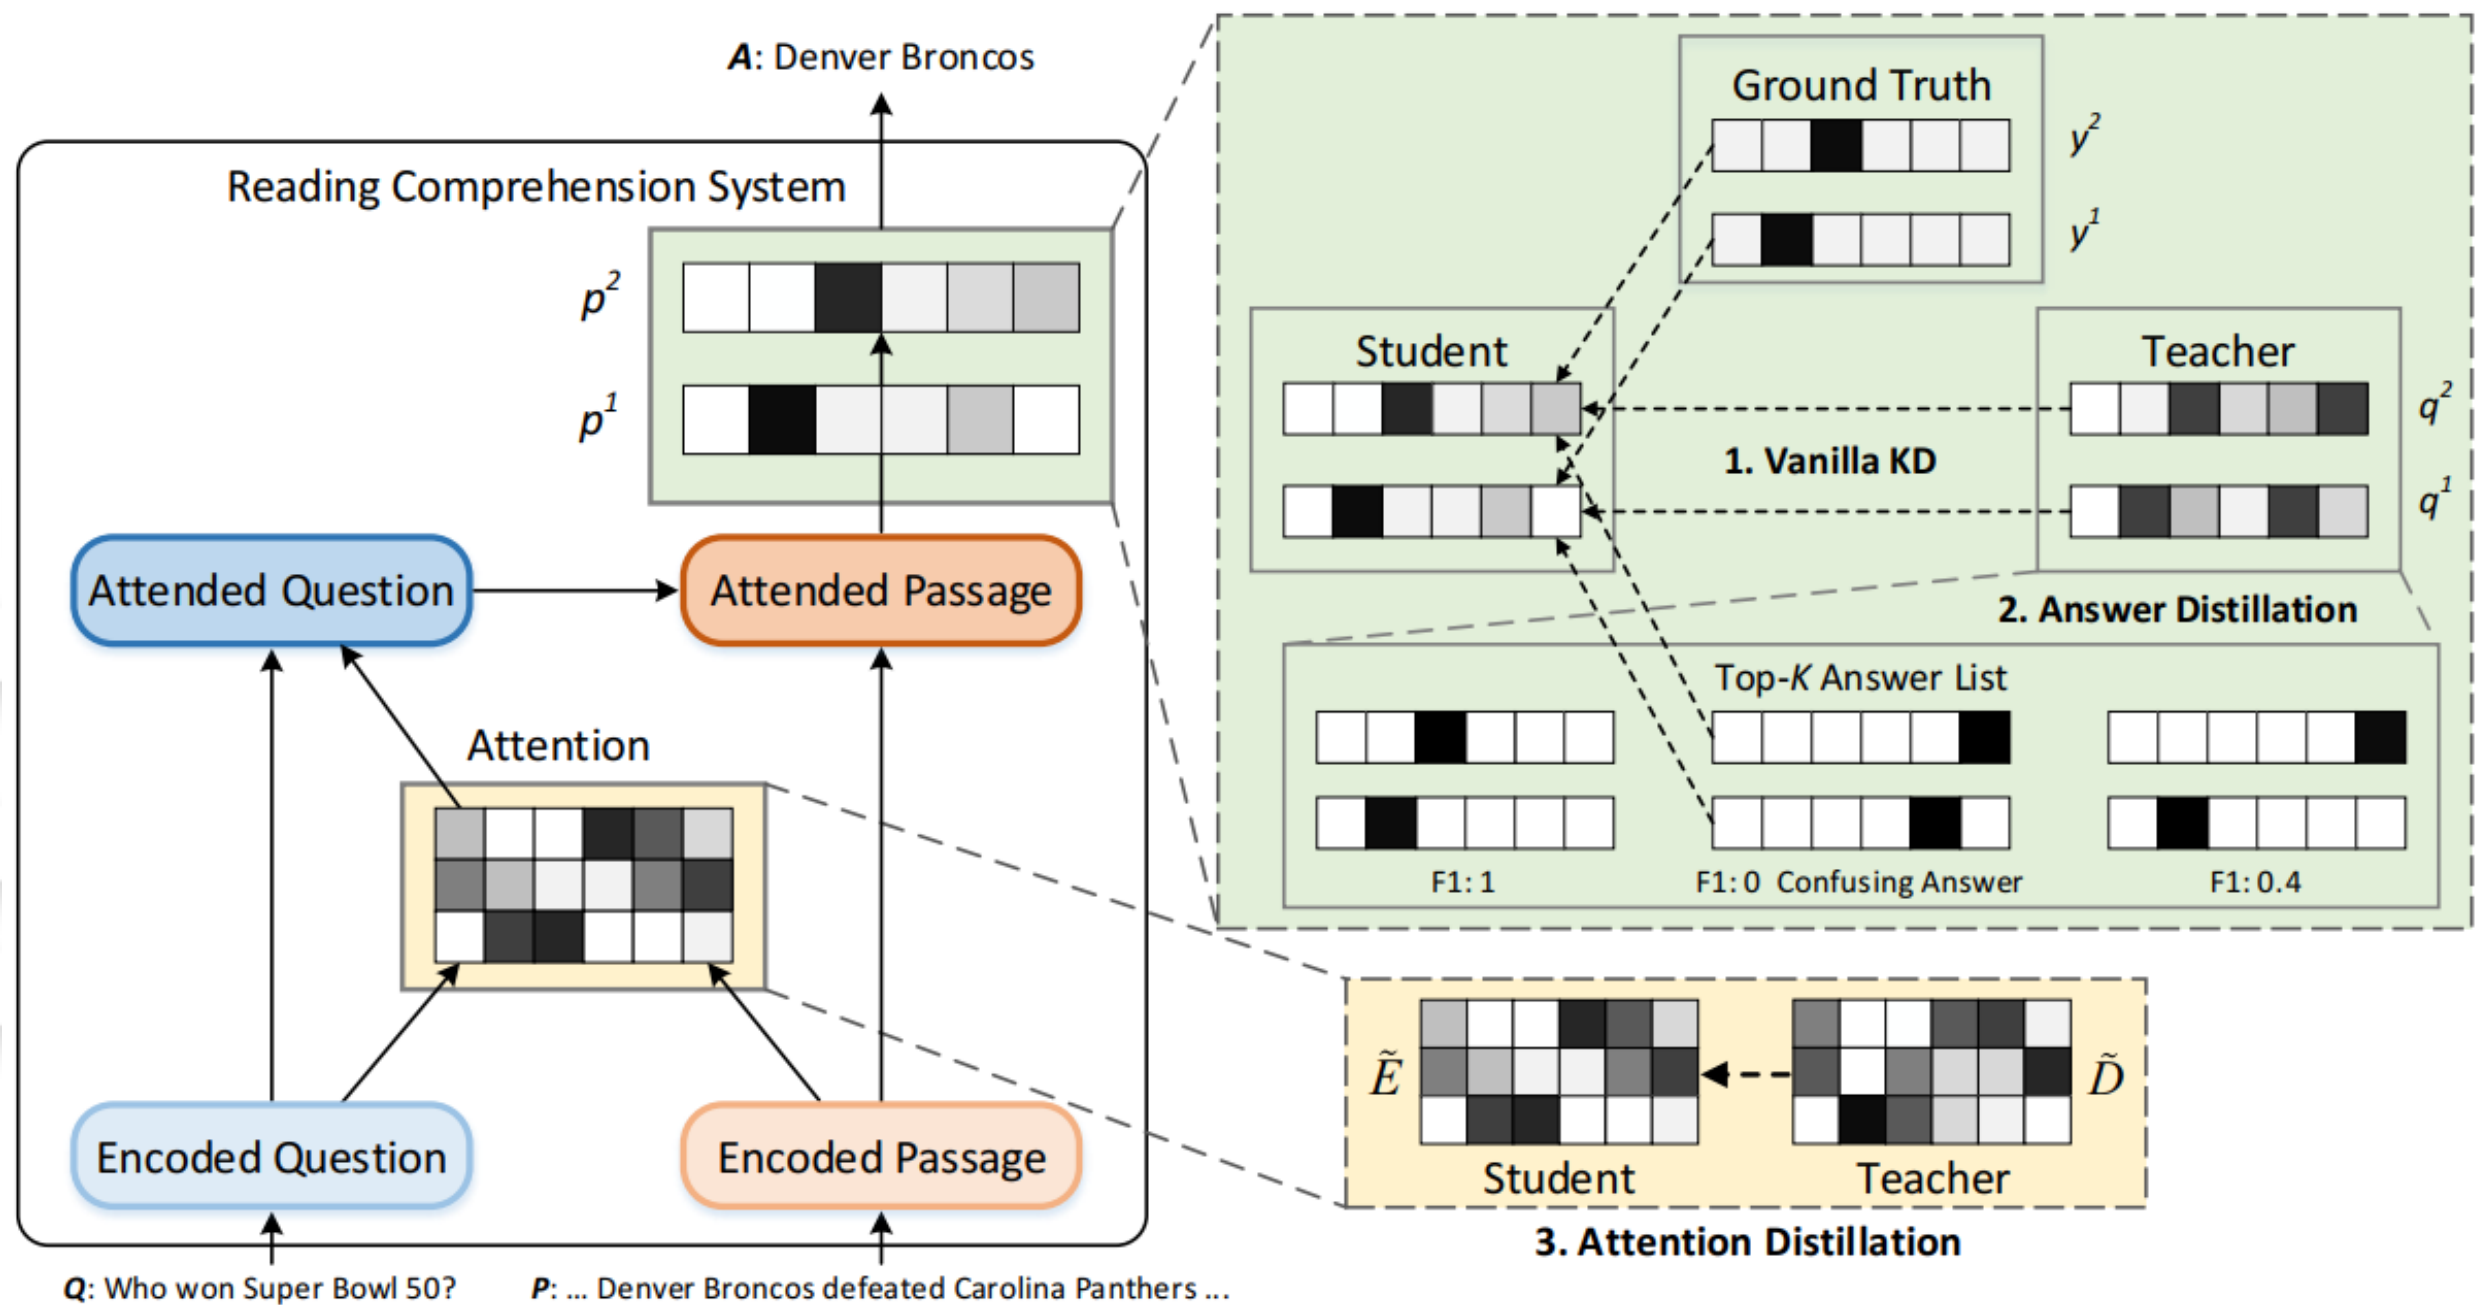 A: Denver Broncos
Reading Comprehension System
p²
p¹
Attended Question
Attended Passage
Attention
Encoded Question
Encoded Passage
Q: Who won Super Bowl 50?
P: ... Denver Broncos defeated Carolina Panthers ...
Ground Truth
y²
y¹
Student
Teacher
q²
1. Vanilla KD
q¹
2. Answer Distillation
Top-K Answer List
F1: 1
F1: 0 Confusing Answer
F1: 0.4
Ẽ
D̃
Student
Teacher
3. Attention Distillation